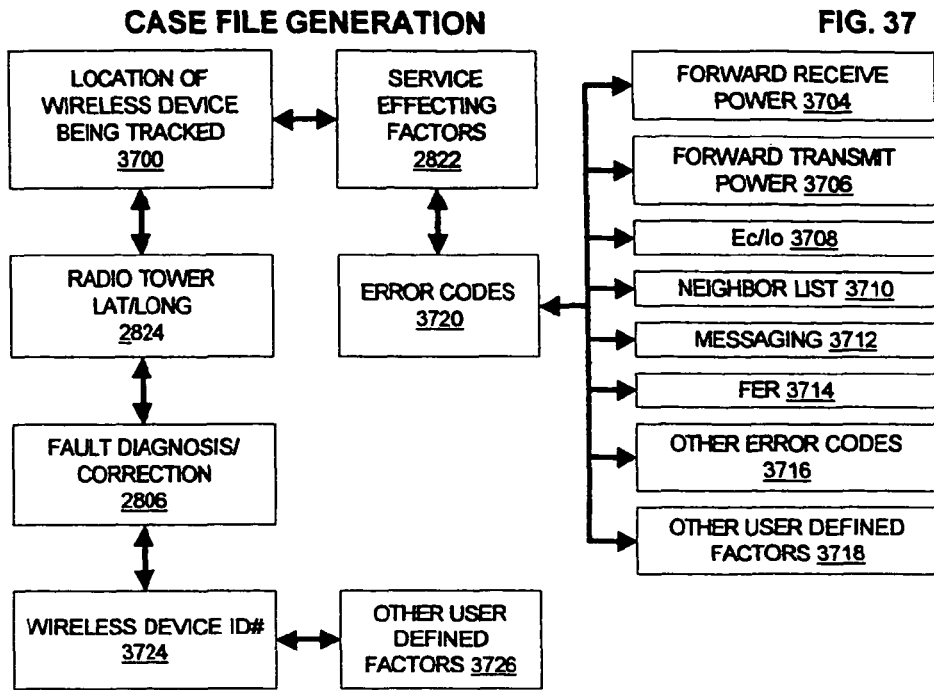 CASE FILE GENERATION
FIG. 37
LOCATION OF
WIRELESS DEVICE
BEING TRACKED
3700
SERVICE
EFFECTING
FACTORS
2822
RADIO TOWER
LAT/LONG
2824
ERROR CODES
3720
FAULT DIAGNOSIS/
CORRECTION
2806
WIRELESS DEVICE ID#
3724
OTHER USER
DEFINED
FACTORS 3726
FORWARD RECEIVE
POWER 3704
FORWARD TRANSMIT
POWER 3706
Ec/Io 3708
NEIGHBOR LIST 3710
MESSAGING 3712
FER 3714
OTHER ERROR CODES
3716
OTHER USER DEFINED
FACTORS 3718